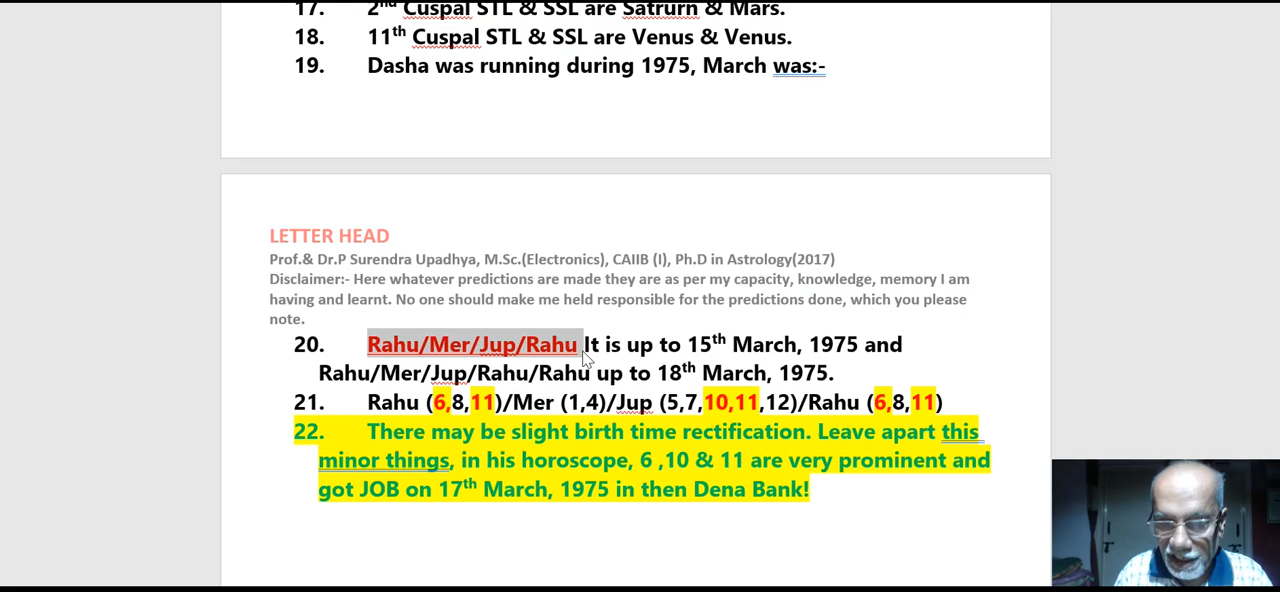 17. 2nd Cuspal STL & SSL are Satrurn & Mars.
18. 11th Cuspal STL & SSL are Venus & Venus.
19. Dasha was running during 1975, March was:-
LETTER HEAD
Prof.& Dr.P Surendra Upadhya, M.Sc.(Electronics), CAIIB (I), Ph.D in Astrology(2017)
Disclaimer:- Here whatever predictions are made they are as per my capacity, knowledge, memory I am
having and learnt. No one should make me held responsible for the predictions done, which you please
note.
20. Rahu/Mer/Jup/Rahu It is up to 15th March, 1975 and
Rahu/Mer/Jup/Rahu/Rahu up to 18th March, 1975.
21. Rahu (6,8,11)/Mer (1,4)/Jup (5,7,10,11,12)/Rahu (6,8,11)
22. There may be slight birth time rectification. Leave apart this
minor things, in his horoscope, 6 ,10 & 11 are very prominent and
got JOB on 17th March, 1975 in then Dena Bank!